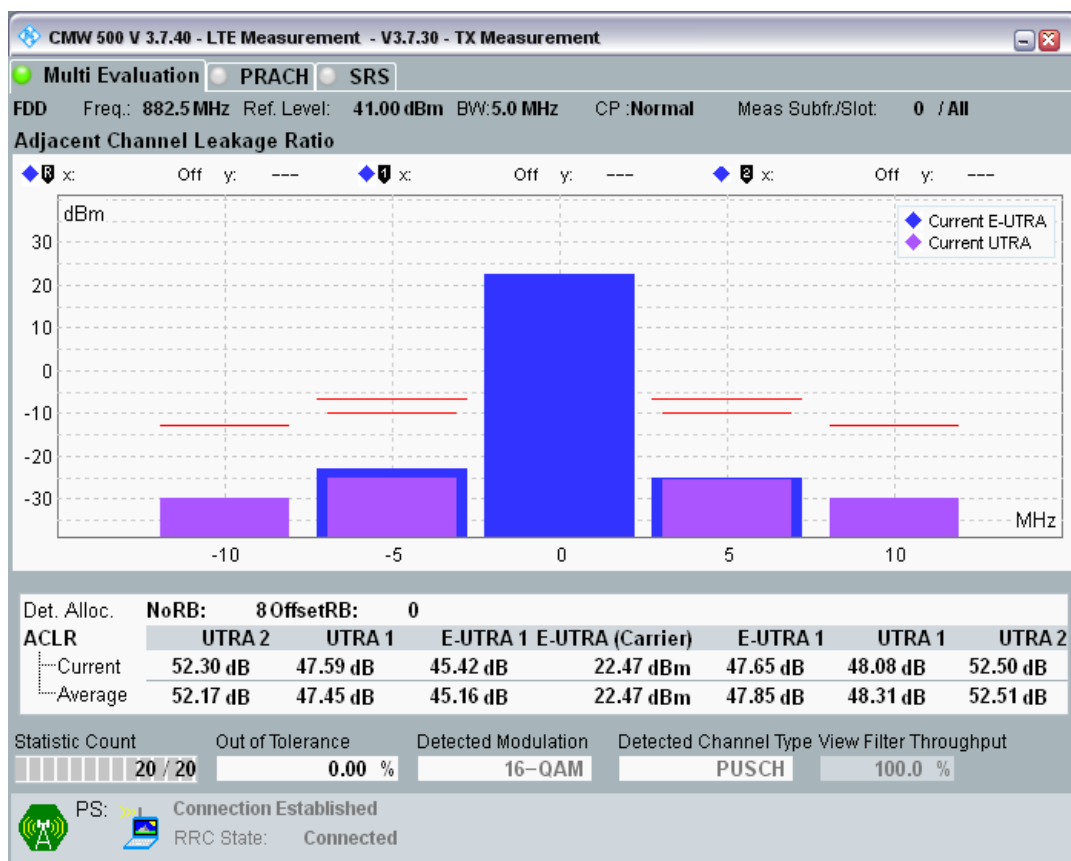 CMW 500 V 3.7.40 - LTE Measurement - V3.7.30 - TX Measurement
Multi Evaluation PRACH SRS
FDD Freq.: 882.5 MHz Ref. Level: 41.00 dBm BW:5.0 MHz CP :Normal Meas Subfr./Slot: 0 / All
Adjacent Channel Leakage Ratio
R x: Off y: --- 1 x: Off y: --- 2 x: Off y: ---
dBm
Current E-UTRA
Current UTRA
30
20
10
0
-10
-20
-30
MHz
-10 -5 0 5 10
Det. Alloc. NoRB: 8 OffsetRB: 0
ACLR UTRA 2 UTRA 1 E-UTRA 1 E-UTRA (Carrier) E-UTRA 1 UTRA 1 UTRA 2
Current 52.30 dB 47.59 dB 45.42 dB 22.47 dBm 47.65 dB 48.08 dB 52.50 dB
Average 52.17 dB 47.45 dB 45.16 dB 22.47 dBm 47.85 dB 48.31 dB 52.51 dB
Statistic Count Out of Tolerance Detected Modulation Detected Channel Type View Filter Throughput
20 / 20 0.00 % 16-QAM PUSCH 100.0 %
PS: Connection Established
RRC State: Connected